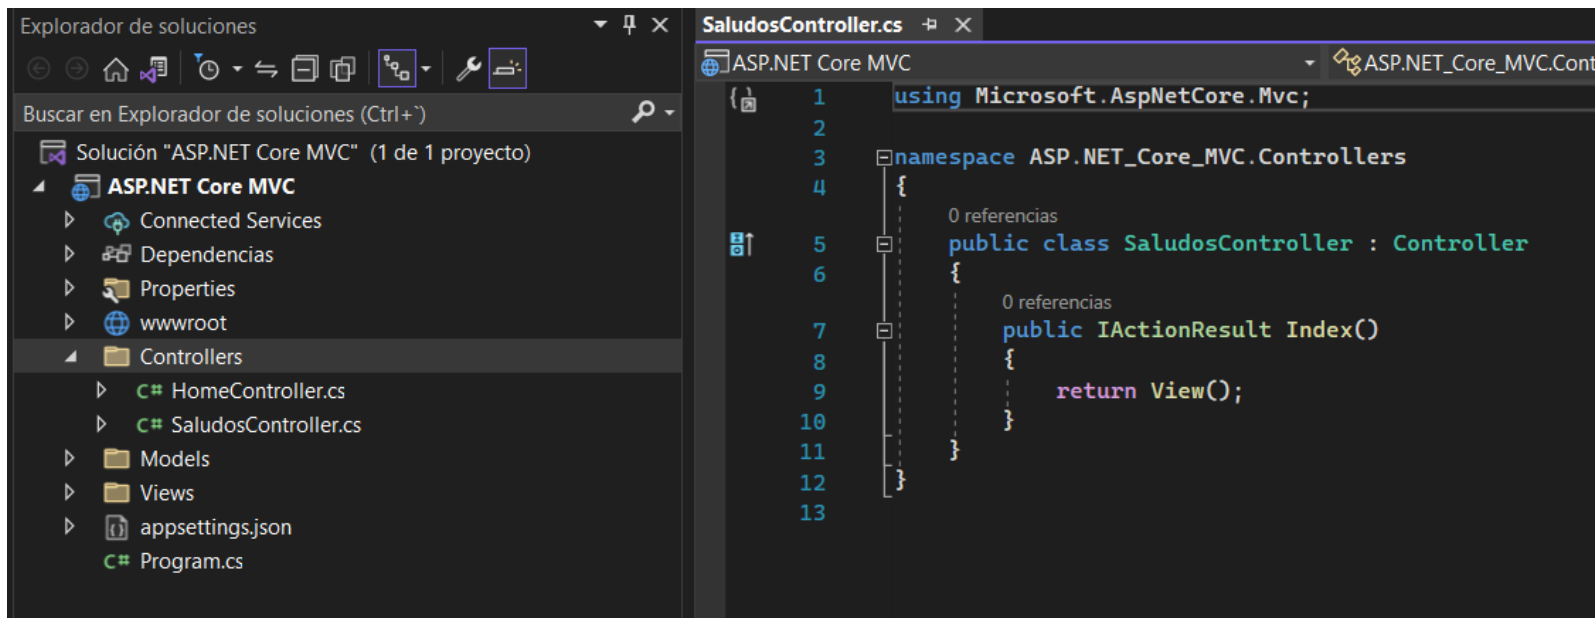 Explorador de soluciones
Buscar en Explorador de soluciones (Ctrl+`)
Solución "ASP.NET Core MVC" (1 de 1 proyecto)
ASP.NET Core MVC
Connected Services
Dependencias
Properties
wwwroot
Controllers
C# HomeController.cs
C# SaludosController.cs
Models
Views
appsettings.json
C# Program.cs
SaludosController.cs
ASP.NET Core MVC ASP.NET_Core_MVC.Cont
1 using Microsoft.AspNetCore.Mvc;
2
3 namespace ASP.NET_Core_MVC.Controllers
4 {
0 referencias
5 public class SaludosController : Controller
6 {
0 referencias
7 public IActionResult Index()
8 {
9 return View();
10 }
11 }
12 }
13